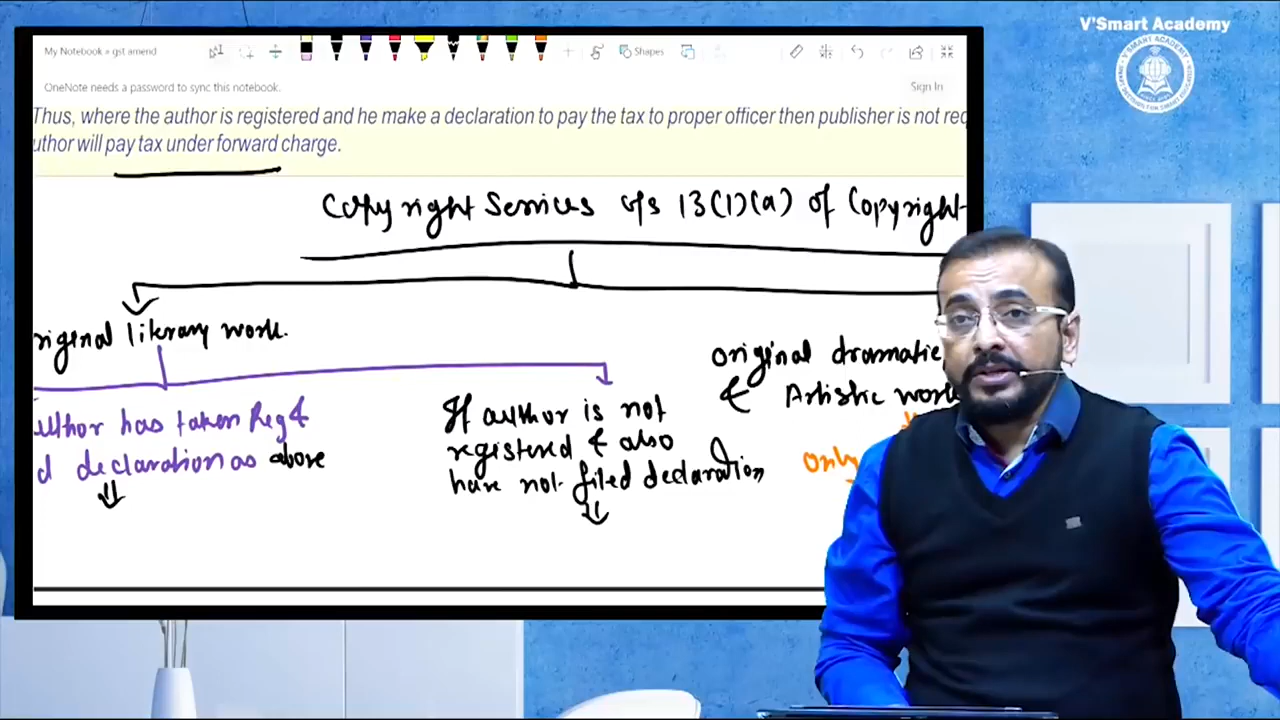 V'Smart Academy
My Notebook » gst amend
Shapes
OneNote needs a password to sync this notebook.
Sign In
Thus, where the author is registered and he make a declaration to pay the tax to proper officer then publisher is not req
uthor will pay tax under forward charge.
Copyright Services u/s 13(1)(a) of Copyright
riginal literary work.
original dramatic
& Artistic work
Author has taken Reg &
d declaration as above
If author is not
registered & also
have not filed declaration
Only